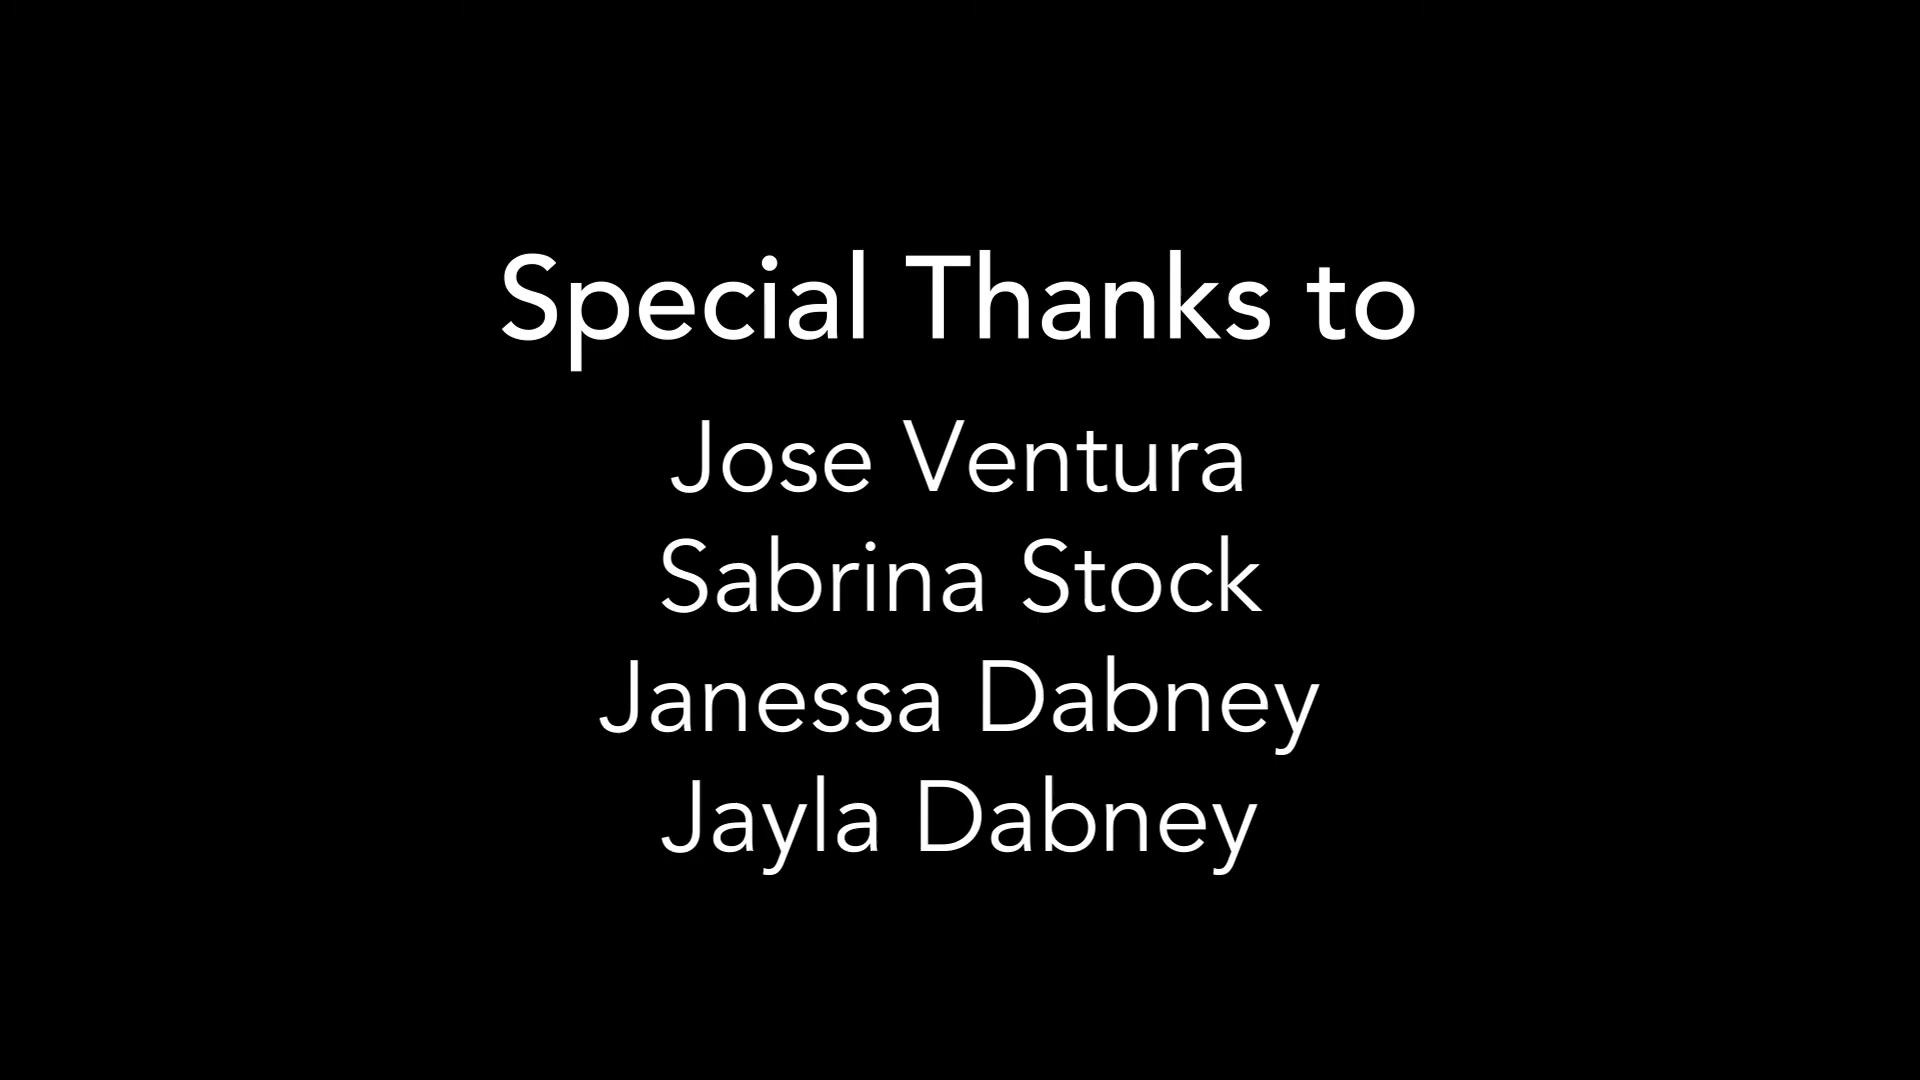 Special Thanks to
Jose Ventura
Sabrina Stock
Janessa Dabney
Jayla Dabney